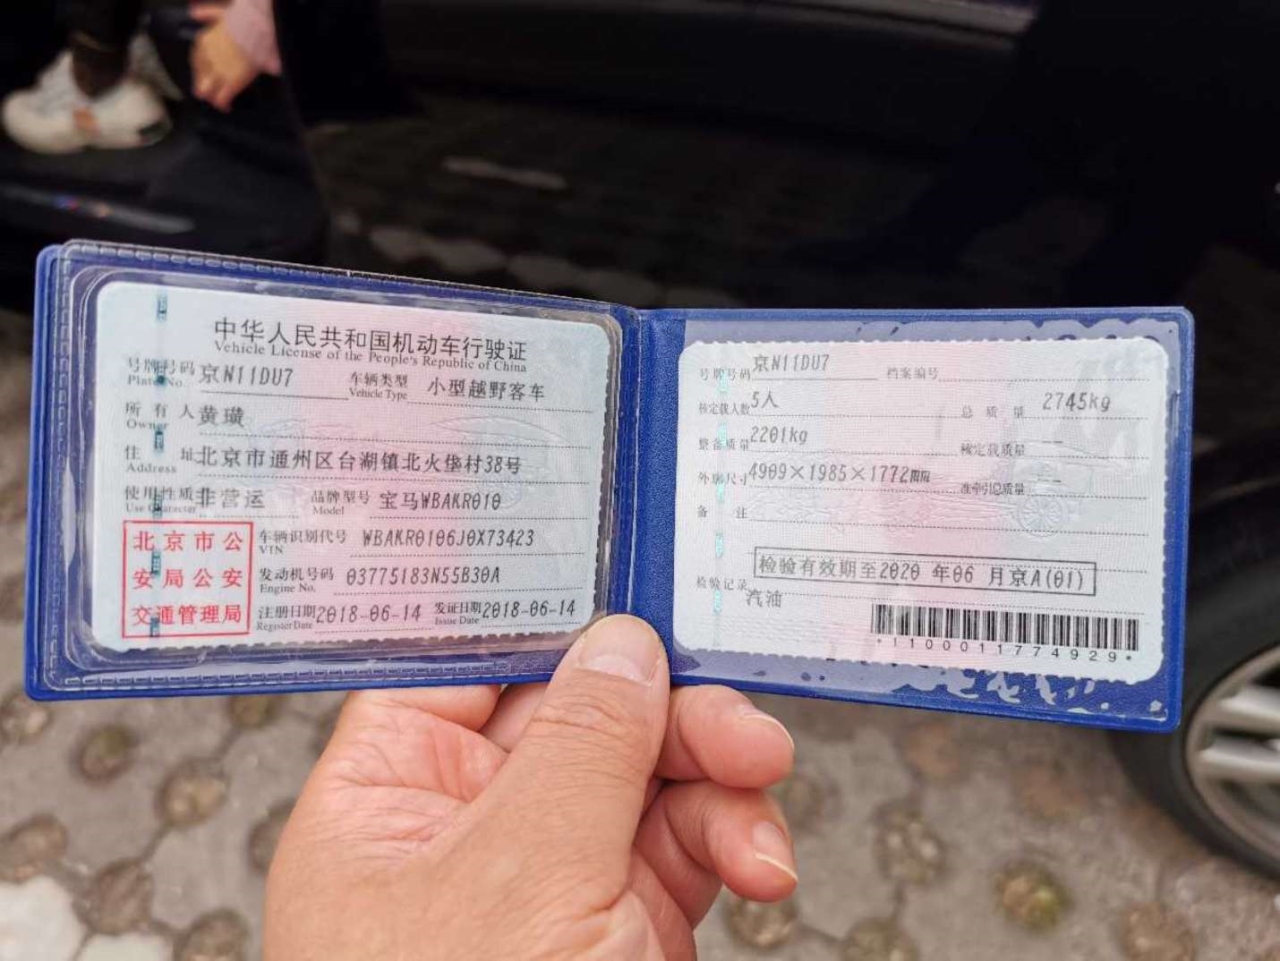 中华人民共和国机动车行驶证
Vehicle License of the People's Republic of China
号牌号码 京N11DU7 车辆类型 小型越野客车
Plate No. Vehicle Type
所有人 黄璜
Owner
住址 北京市通州区台湖镇北火垡村38号
Address
使用性质 非营运 品牌型号 宝马WBAKR010
Use Character Model
北京市公
安局公安
交通管理局
车辆识别代号 WBAKR0106J0X73423
VIN
发动机号码 03775183N55B30A
Engine No.
注册日期 2018-06-14 发证日期 2018-06-14
Register Date Issue Date
号牌号码 京N11DU7 档案编号
核定载人数 5人 总质量 2745kg
整备质量 2201kg 核定载质量 --
外廓尺寸 4909×1985×1772mm 准牵引总质量 --
备注
检验有效期至2020年06月京A(01)
检验记录
汽油
*1100011774929*